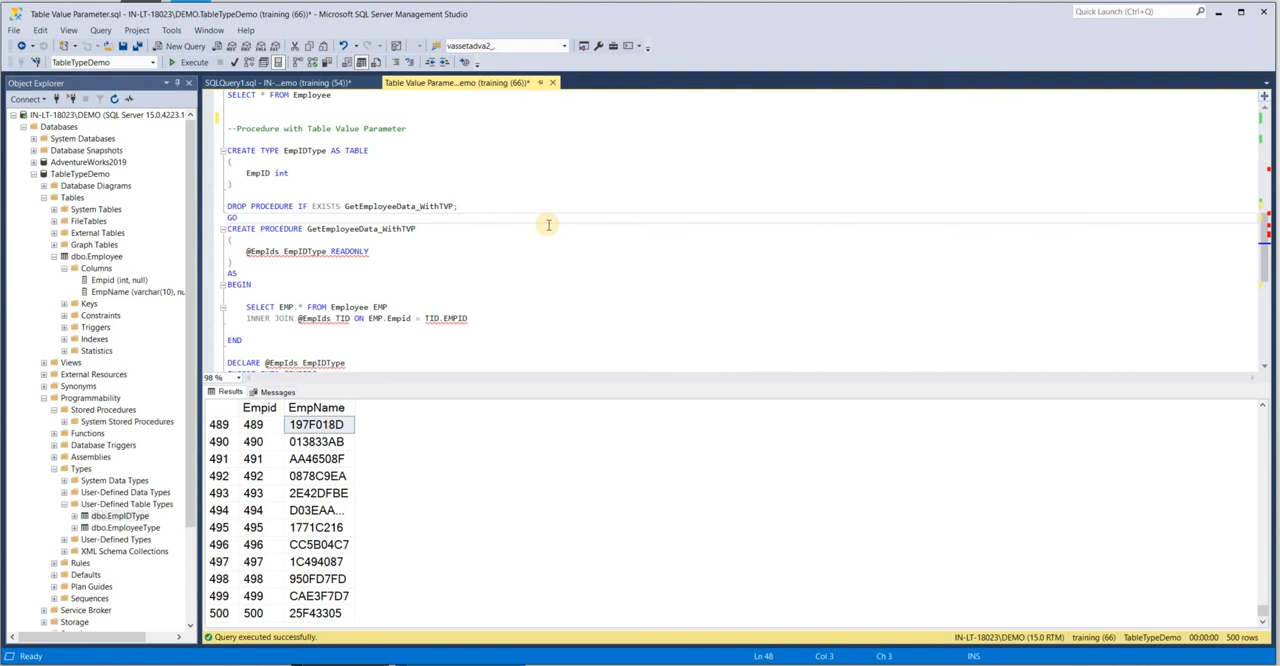 Table Value Parameter.sql - IN-LT-18023\DEMO.TableTypeDemo (training (66))* - Microsoft SQL Server Management Studio
Quick Launch (Ctrl+Q)
File Edit View Query Project Tools Window Help
New Query
vassetadva2_.
TableTypeDemo
Execute
Object Explorer
SQLQuery1.sql - IN-...emo (training (54))*
Table Value Parame...emo (training (66))*
Connect
IN-LT-18023\DEMO (SQL Server 15.0.4223.1
Databases
System Databases
Database Snapshots
AdventureWorks2019
TableTypeDemo
Database Diagrams
Tables
System Tables
FileTables
External Tables
Graph Tables
dbo.Employee
Columns
Empid (int, null)
EmpName (varchar(10), nu
Keys
Constraints
Triggers
Indexes
Statistics
Views
External Resources
Synonyms
Programmability
Stored Procedures
System Stored Procedures
Functions
Database Triggers
Assemblies
Types
System Data Types
User-Defined Data Types
User-Defined Table Types
dbo.EmpIDType
dbo.EmployeeType
User-Defined Types
XML Schema Collections
Rules
Defaults
Plan Guides
Sequences
Service Broker
Storage
SELECT * FROM Employee
--Procedure with Table Value Parameter
CREATE TYPE EmpIDType AS TABLE
(
EmpID int
)
DROP PROCEDURE IF EXISTS GetEmployeeData_WithTVP;
GO
CREATE PROCEDURE GetEmployeeData_WithTVP
(
@EmpIds EmpIDType READONLY
)
AS
BEGIN
SELECT EMP.* FROM Employee EMP
INNER JOIN @EmpIds TID ON EMP.Empid = TID.EMPID
END
DECLARE @EmpIds EmpIDType
98 %
Results Messages
Empid EmpName
489 489 197F018D
490 490 013833AB
491 491 AA46508F
492 492 0878C9EA
493 493 2E42DFBE
494 494 D03EAA...
495 495 1771C216
496 496 CC5B04C7
497 497 1C494087
498 498 950FD7FD
499 499 CAE3F7D7
500 500 25F43305
Query executed successfully.
IN-LT-18023\DEMO (15.0 RTM) training (66) TableTypeDemo 00:00:00 500 rows
Ready
Ln 48 Col 3 Ch 3 INS